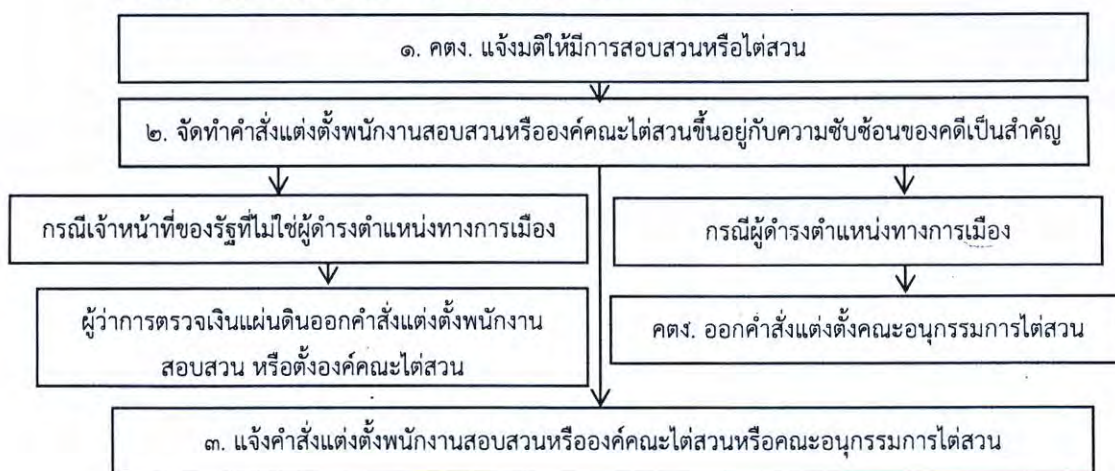 ๑. คตง. แจ้งมติให้มีการสอบสวนหรือไต่สวน
๒. จัดทำคำสั่งแต่งตั้งพนักงานสอบสวนหรือองค์คณะไต่สวนขึ้นอยู่กับความซับซ้อนของคดีเป็นสำคัญ
กรณีเจ้าหน้าที่ของรัฐที่ไม่ใช่ผู้ดำรงตำแหน่งทางการเมือง
กรณีผู้ดำรงตำแหน่งทางการเมือง
ผู้ว่าการตรวจเงินแผ่นดินออกคำสั่งแต่งตั้งพนักงาน
สอบสวน หรือตั้งองค์คณะไต่สวน
คตง. ออกคำสั่งแต่งตั้งคณะอนุกรรมการไต่สวน
๓. แจ้งคำสั่งแต่งตั้งพนักงานสอบสวนหรือองค์คณะไต่สวนหรือคณะอนุกรรมการไต่สวน